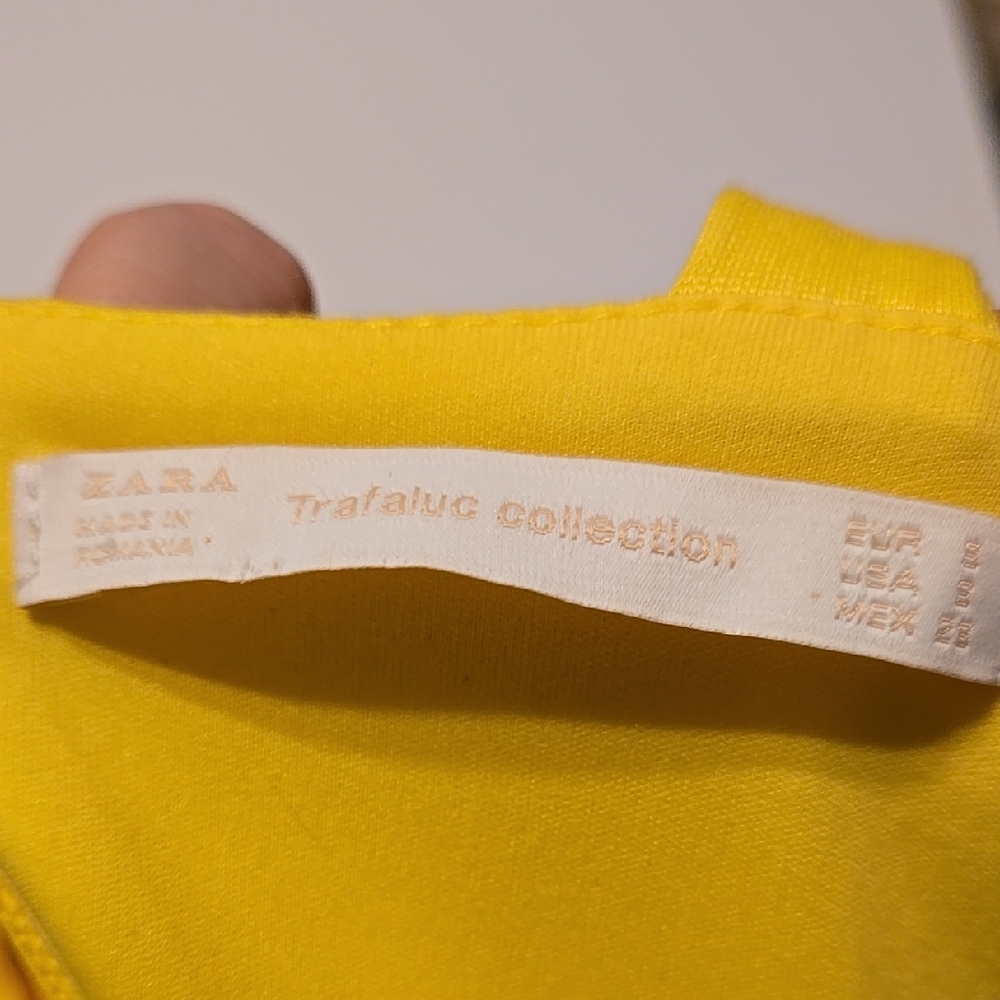 ZARA
MADE IN
ROMANIA
Trafaluc collection
EUR
USA
MEX